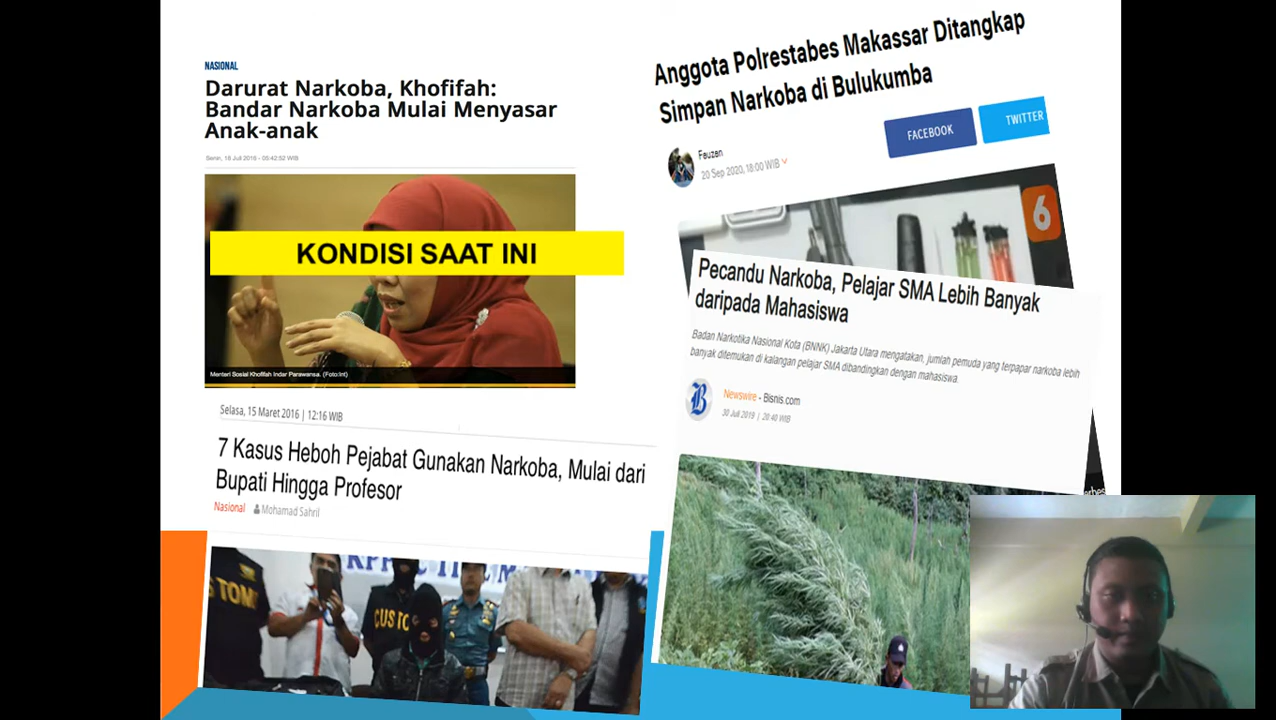 NASIONAL
Darurat Narkoba, Khofifah:
Bandar Narkoba Mulai Menyasar
Anak-anak
Senin, 18 Juli 2016 - 05:42:52 WIB
KONDISI SAAT INI
Menteri Sosial Khofifah Indar Parawansa. (Foto:Int)
Selasa, 15 Maret 2016 | 12:16 WIB
7 Kasus Heboh Pejabat Gunakan Narkoba, Mulai dari
Bupati Hingga Profesor
Nasional Mohamad Sahril
CUSTOMS
Anggota Polrestabes Makassar Ditangkap
Simpan Narkoba di Bulukumba
FACEBOOK TWITTER
Fauzan
20 Sep 2020, 18:00 WIB
6
Pecandu Narkoba, Pelajar SMA Lebih Banyak
daripada Mahasiswa
Badan Narkotika Nasional Kota (BNNK) Jakarta Utara mengatakan, jumlah pemuda yang terpapar narkoba lebih
banyak ditemukan di kalangan pelajar SMA dibandingkan dengan mahasiswa.
B
Newswire - Bisnis.com
30 Juli 2019 | 20:40 WIB